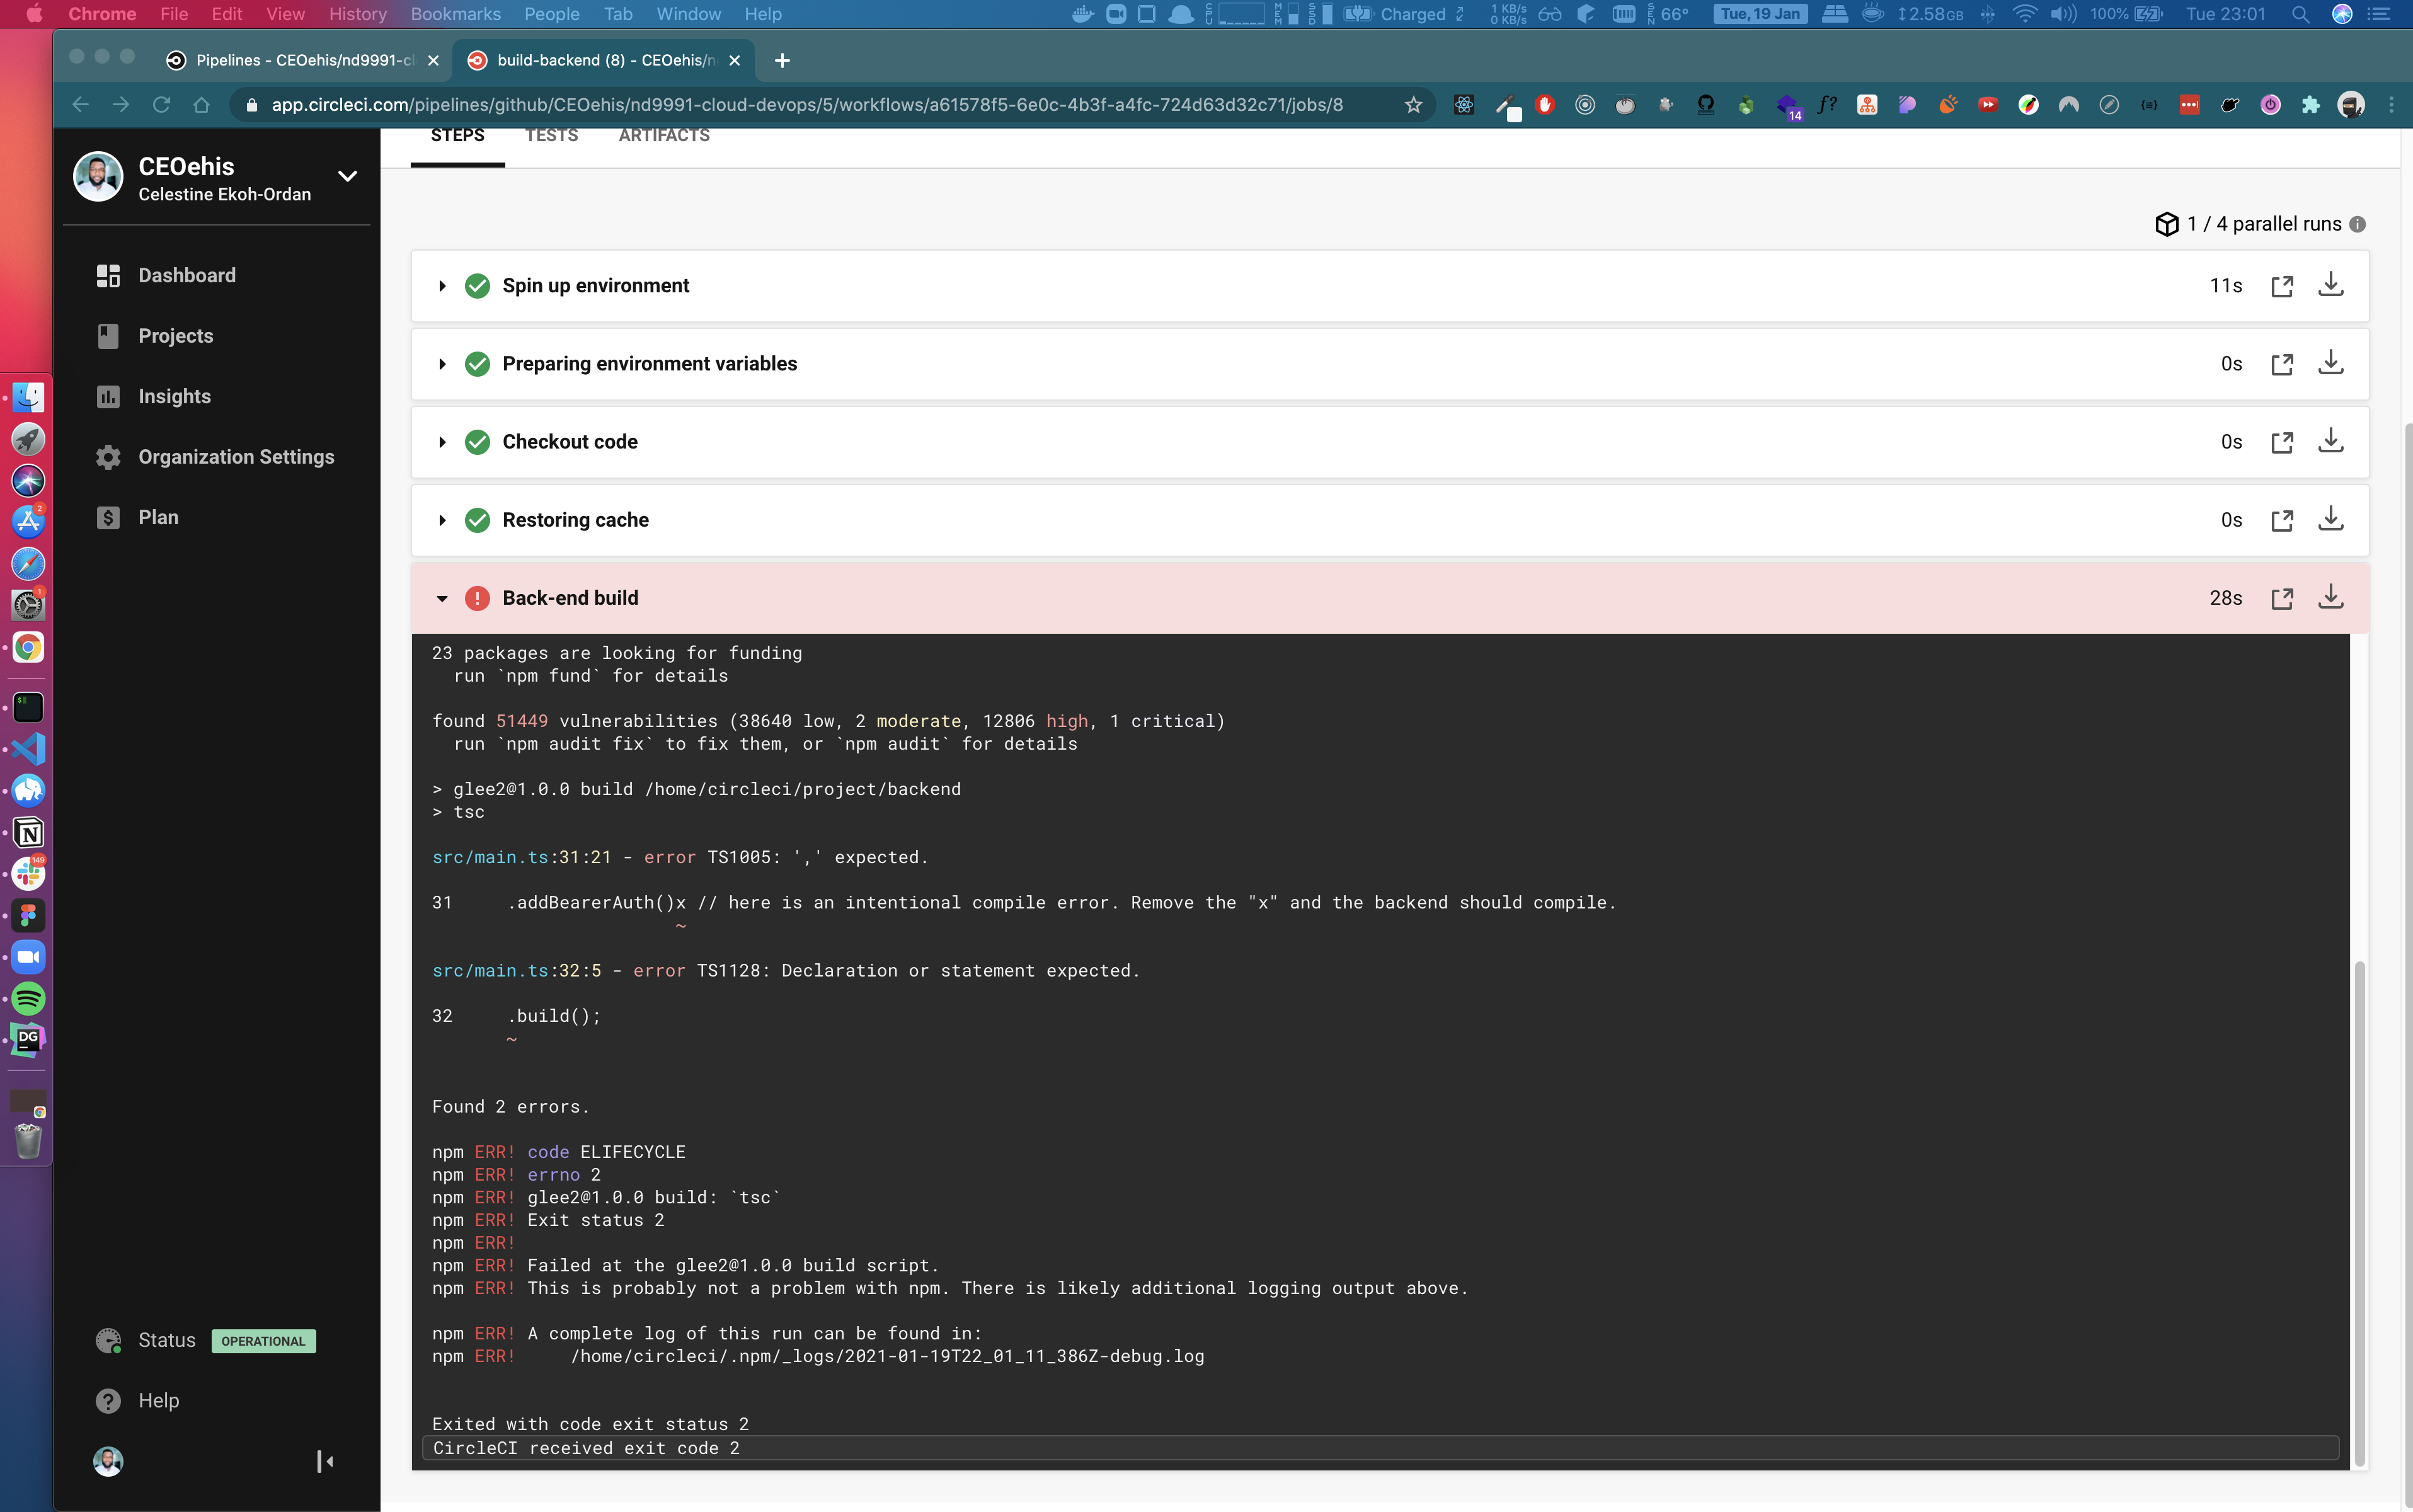 Chrome File Edit View History Bookmarks People Tab Window Help
Charged 1 KB/s 0 KB/s 66° Tue, 19 Jan 2.58GB 100% Tue 23:01
Pipelines - CEOehis/nd9991-cl
build-backend (8) - CEOehis/n
app.circleci.com/pipelines/github/CEOehis/nd9991-cloud-devops/5/workflows/a61578f5-6e0c-4b3f-a4fc-724d63d32c71/jobs/8
14
CEOehis
Celestine Ekoh-Ordan
Dashboard
Projects
Insights
Organization Settings
Plan
Status OPERATIONAL
Help
STEPS TESTS ARTIFACTS
1 / 4 parallel runs
Spin up environment 11s
Preparing environment variables 0s
Checkout code 0s
Restoring cache 0s
Back-end build 28s
23 packages are looking for funding
run `npm fund` for details
found 51449 vulnerabilities (38640 low, 2 moderate, 12806 high, 1 critical)
run `npm audit fix` to fix them, or `npm audit` for details
> glee2@1.0.0 build /home/circleci/project/backend
> tsc
src/main.ts:31:21 - error TS1005: ',' expected.
31 .addBearerAuth()x // here is an intentional compile error. Remove the "x" and the backend should compile.
~
src/main.ts:32:5 - error TS1128: Declaration or statement expected.
32 .build();
~
Found 2 errors.
npm ERR! code ELIFECYCLE
npm ERR! errno 2
npm ERR! glee2@1.0.0 build: `tsc`
npm ERR! Exit status 2
npm ERR!
npm ERR! Failed at the glee2@1.0.0 build script.
npm ERR! This is probably not a problem with npm. There is likely additional logging output above.
npm ERR! A complete log of this run can be found in:
npm ERR! /home/circleci/.npm/_logs/2021-01-19T22_01_11_386Z-debug.log
Exited with code exit status 2
CircleCI received exit code 2